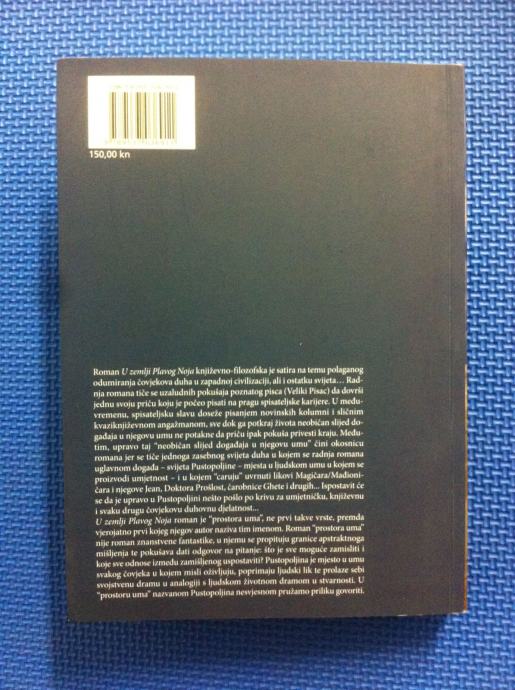 150,00 kn
Roman U zemlji Plavog Noja književno-filozofska je satira na temu polaganog
odumiranja čovjekova duha u zapadnoj civilizaciji, ali i ostatku svijeta… Rad-
nja romana tiče se uzaludnih pokušaja poznatog pisca (Veliki Pisac) da dovrši
jednu svoju priču koju je počeo pisati na pragu spisateljske karijere. U među-
vremenu, spisateljsku slavu doseže pisanjem novinskih kolumni i sličnim
kvaziknjiževnim angažmanom, sve dok ga potkraj života neobičan slijed do-
gađaja u njegovu umu ne potakne da priču ipak pokuša privesti kraju. Među-
tim, upravo taj "neobičan slijed događaja u njegovu umu" čini okosnicu
romana jer se tiče jednoga zasebnog svijeta duha u kojem se radnja romana
uglavnom događa – svijeta Pustopoljine - mjesta u ljudskom umu u kojem se
proizvodi umjetnost – i u kojem "caruju" uvrnuti likovi Magičara/Mađioni-
čara i njegove Jean, Doktora Prošlost, čarobnice Ghete i drugih... Ispostavit će
se da je upravo u Pustopoljini nešto pošlo po krivu za umjetničku, književnu
i svaku drugu čovjekovu duhovnu djelatnost...
U zemlji Plavog Noja roman je "prostora uma", ne prvi takve vrste, premda
vjerojatno prvi kojeg njegov autor naziva tim imenom. Roman "prostora uma"
nije roman znanstvene fantastike, u njemu se propituju granice apstraktnoga
mišljenja te pokušava dati odgovor na pitanje: što je sve moguće zamisliti i
koje sve odnose između zamišljenog uspostaviti? Pustopoljina je mjesto u umu
svakog čovjeka u kojem misli oživljuju, poprimaju ljudski lik te prolaze sebi
svojstvenu dramu u analogiji s ljudskom životnom dramom u stvarnosti. U
"prostoru uma" nazvanom Pustopoljina nesvjesnom pružamo priliku govoriti.